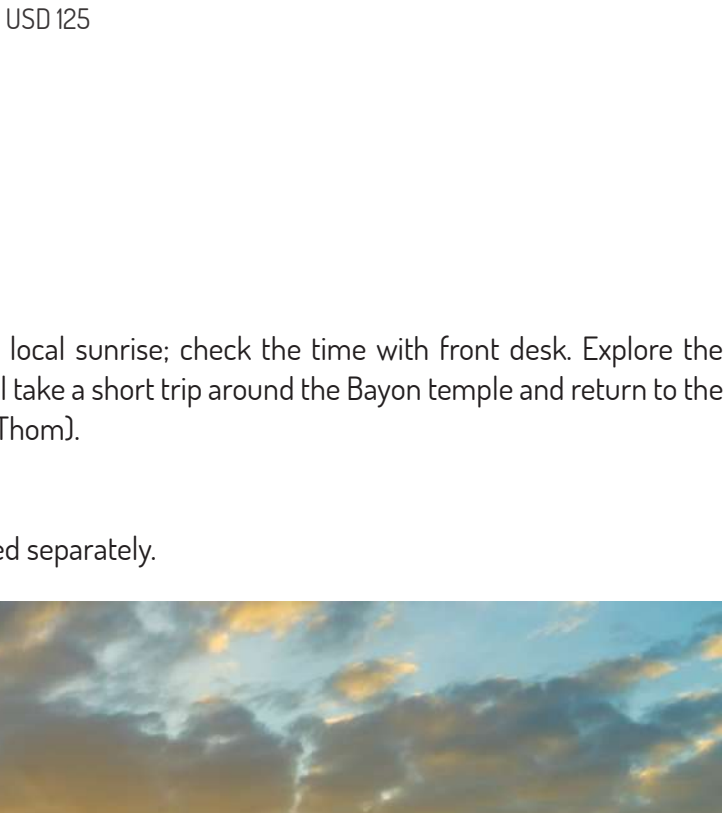 USD 125
local sunrise; check the time with front desk. Explore the
take a short trip around the Bayon temple and return to the
Thom).
separately.